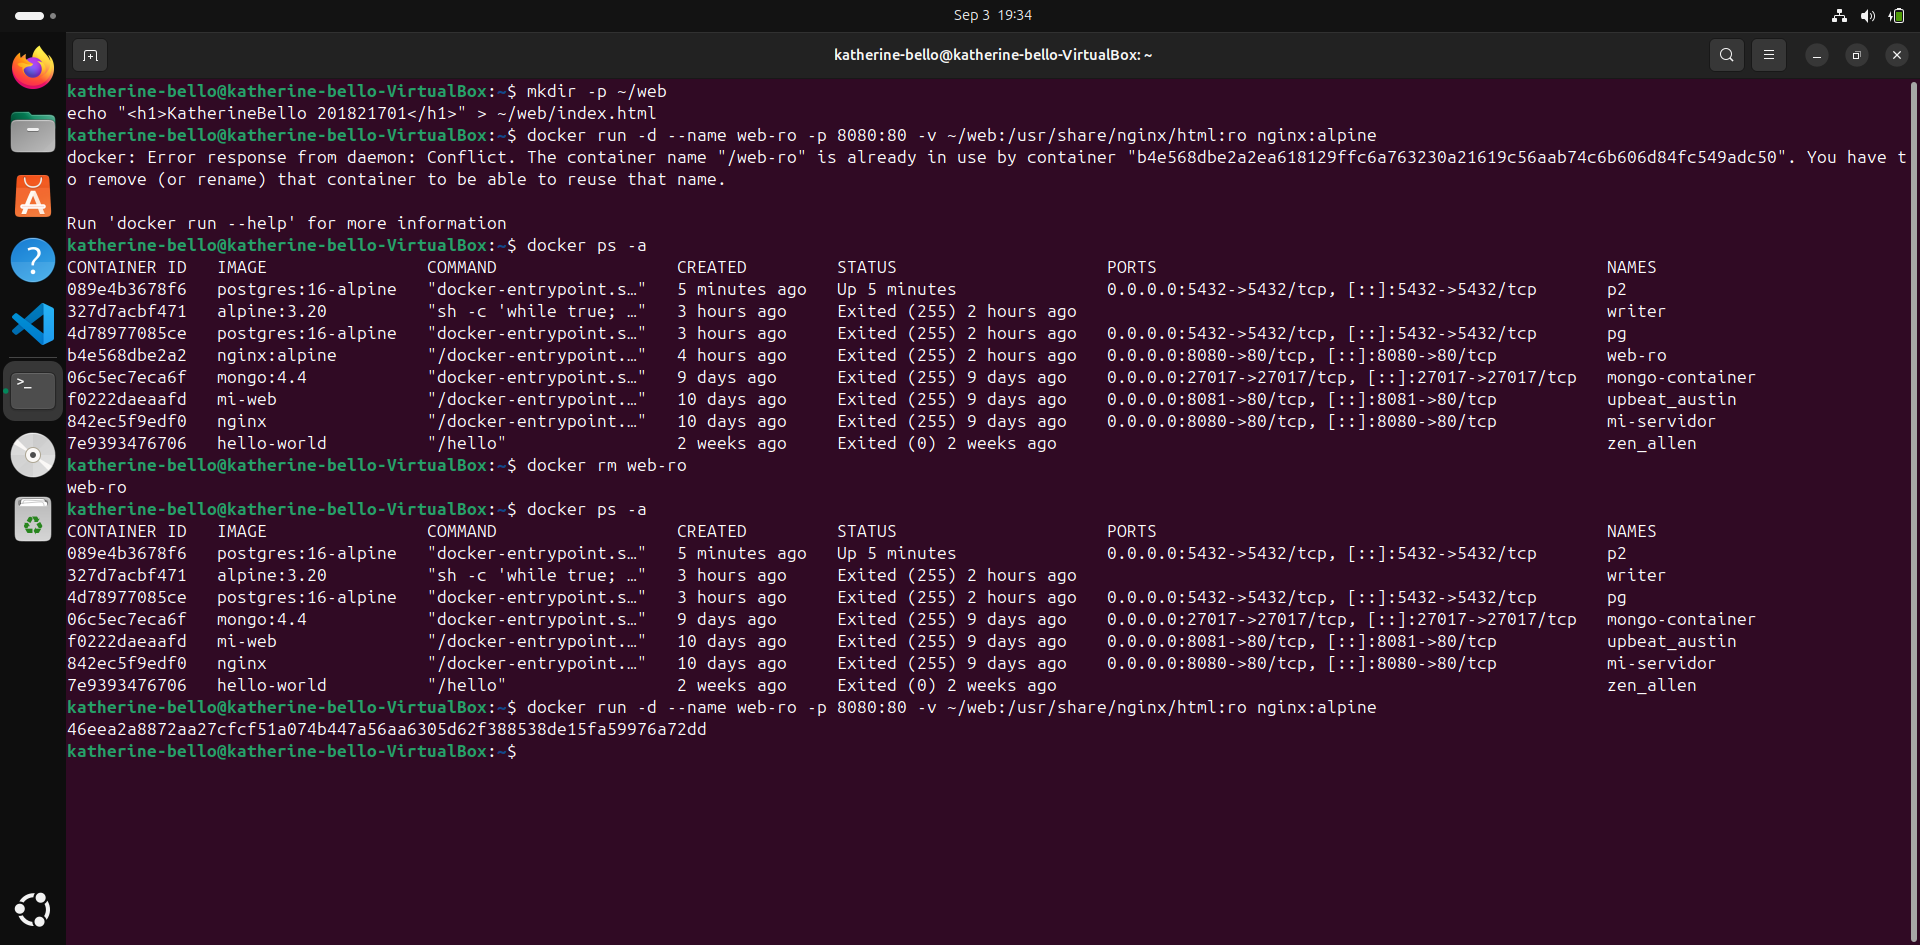 Sep 3 19:34
katherine-bello@katherine-bello-VirtualBox: ~
katherine-bello@katherine-bello-VirtualBox:~$ mkdir -p ~/web
echo "<h1>KatherineBello 201821701</h1>" > ~/web/index.html
katherine-bello@katherine-bello-VirtualBox:~$ docker run -d --name web-ro -p 8080:80 -v ~/web:/usr/share/nginx/html:ro nginx:alpine
docker: Error response from daemon: Conflict. The container name "/web-ro" is already in use by container "b4e568dbe2a2ea618129ffc6a763230a21619c56aab74c6b606d84fc549adc50". You have t
o remove (or rename) that container to be able to reuse that name.
Run 'docker run --help' for more information
katherine-bello@katherine-bello-VirtualBox:~$ docker ps -a
CONTAINER ID   IMAGE                COMMAND                  CREATED         STATUS                     PORTS                                             NAMES
089e4b3678f6   postgres:16-alpine   "docker-entrypoint.s…"   5 minutes ago   Up 5 minutes               0.0.0.0:5432->5432/tcp, [::]:5432->5432/tcp       p2
327d7acbf471   alpine:3.20          "sh -c 'while true; …"   3 hours ago     Exited (255) 2 hours ago                                                     writer
4d78977085ce   postgres:16-alpine   "docker-entrypoint.s…"   3 hours ago     Exited (255) 2 hours ago   0.0.0.0:5432->5432/tcp, [::]:5432->5432/tcp       pg
b4e568dbe2a2   nginx:alpine         "/docker-entrypoint.…"   4 hours ago     Exited (255) 2 hours ago   0.0.0.0:8080->80/tcp, [::]:8080->80/tcp           web-ro
06c5ec7eca6f   mongo:4.4            "docker-entrypoint.s…"   9 days ago      Exited (255) 9 days ago    0.0.0.0:27017->27017/tcp, [::]:27017->27017/tcp   mongo-container
f0222daeaafd   mi-web               "/docker-entrypoint.…"   10 days ago     Exited (255) 9 days ago    0.0.0.0:8081->80/tcp, [::]:8081->80/tcp           upbeat_austin
842ec5f9edf0   nginx                "/docker-entrypoint.…"   10 days ago     Exited (255) 9 days ago    0.0.0.0:8080->80/tcp, [::]:8080->80/tcp           mi-servidor
7e9393476706   hello-world          "/hello"                 2 weeks ago     Exited (0) 2 weeks ago                                                       zen_allen
katherine-bello@katherine-bello-VirtualBox:~$ docker rm web-ro
web-ro
katherine-bello@katherine-bello-VirtualBox:~$ docker ps -a
CONTAINER ID   IMAGE                COMMAND                  CREATED         STATUS                     PORTS                                             NAMES
089e4b3678f6   postgres:16-alpine   "docker-entrypoint.s…"   5 minutes ago   Up 5 minutes               0.0.0.0:5432->5432/tcp, [::]:5432->5432/tcp       p2
327d7acbf471   alpine:3.20          "sh -c 'while true; …"   3 hours ago     Exited (255) 2 hours ago                                                     writer
4d78977085ce   postgres:16-alpine   "docker-entrypoint.s…"   3 hours ago     Exited (255) 2 hours ago   0.0.0.0:5432->5432/tcp, [::]:5432->5432/tcp       pg
06c5ec7eca6f   mongo:4.4            "docker-entrypoint.s…"   9 days ago      Exited (255) 9 days ago    0.0.0.0:27017->27017/tcp, [::]:27017->27017/tcp   mongo-container
f0222daeaafd   mi-web               "/docker-entrypoint.…"   10 days ago     Exited (255) 9 days ago    0.0.0.0:8081->80/tcp, [::]:8081->80/tcp           upbeat_austin
842ec5f9edf0   nginx                "/docker-entrypoint.…"   10 days ago     Exited (255) 9 days ago    0.0.0.0:8080->80/tcp, [::]:8080->80/tcp           mi-servidor
7e9393476706   hello-world          "/hello"                 2 weeks ago     Exited (0) 2 weeks ago                                                       zen_allen
katherine-bello@katherine-bello-VirtualBox:~$ docker run -d --name web-ro -p 8080:80 -v ~/web:/usr/share/nginx/html:ro nginx:alpine
46eea2a8872aa27cfcf51a074b447a56aa6305d62f388538de15fa59976a72dd
katherine-bello@katherine-bello-VirtualBox:~$